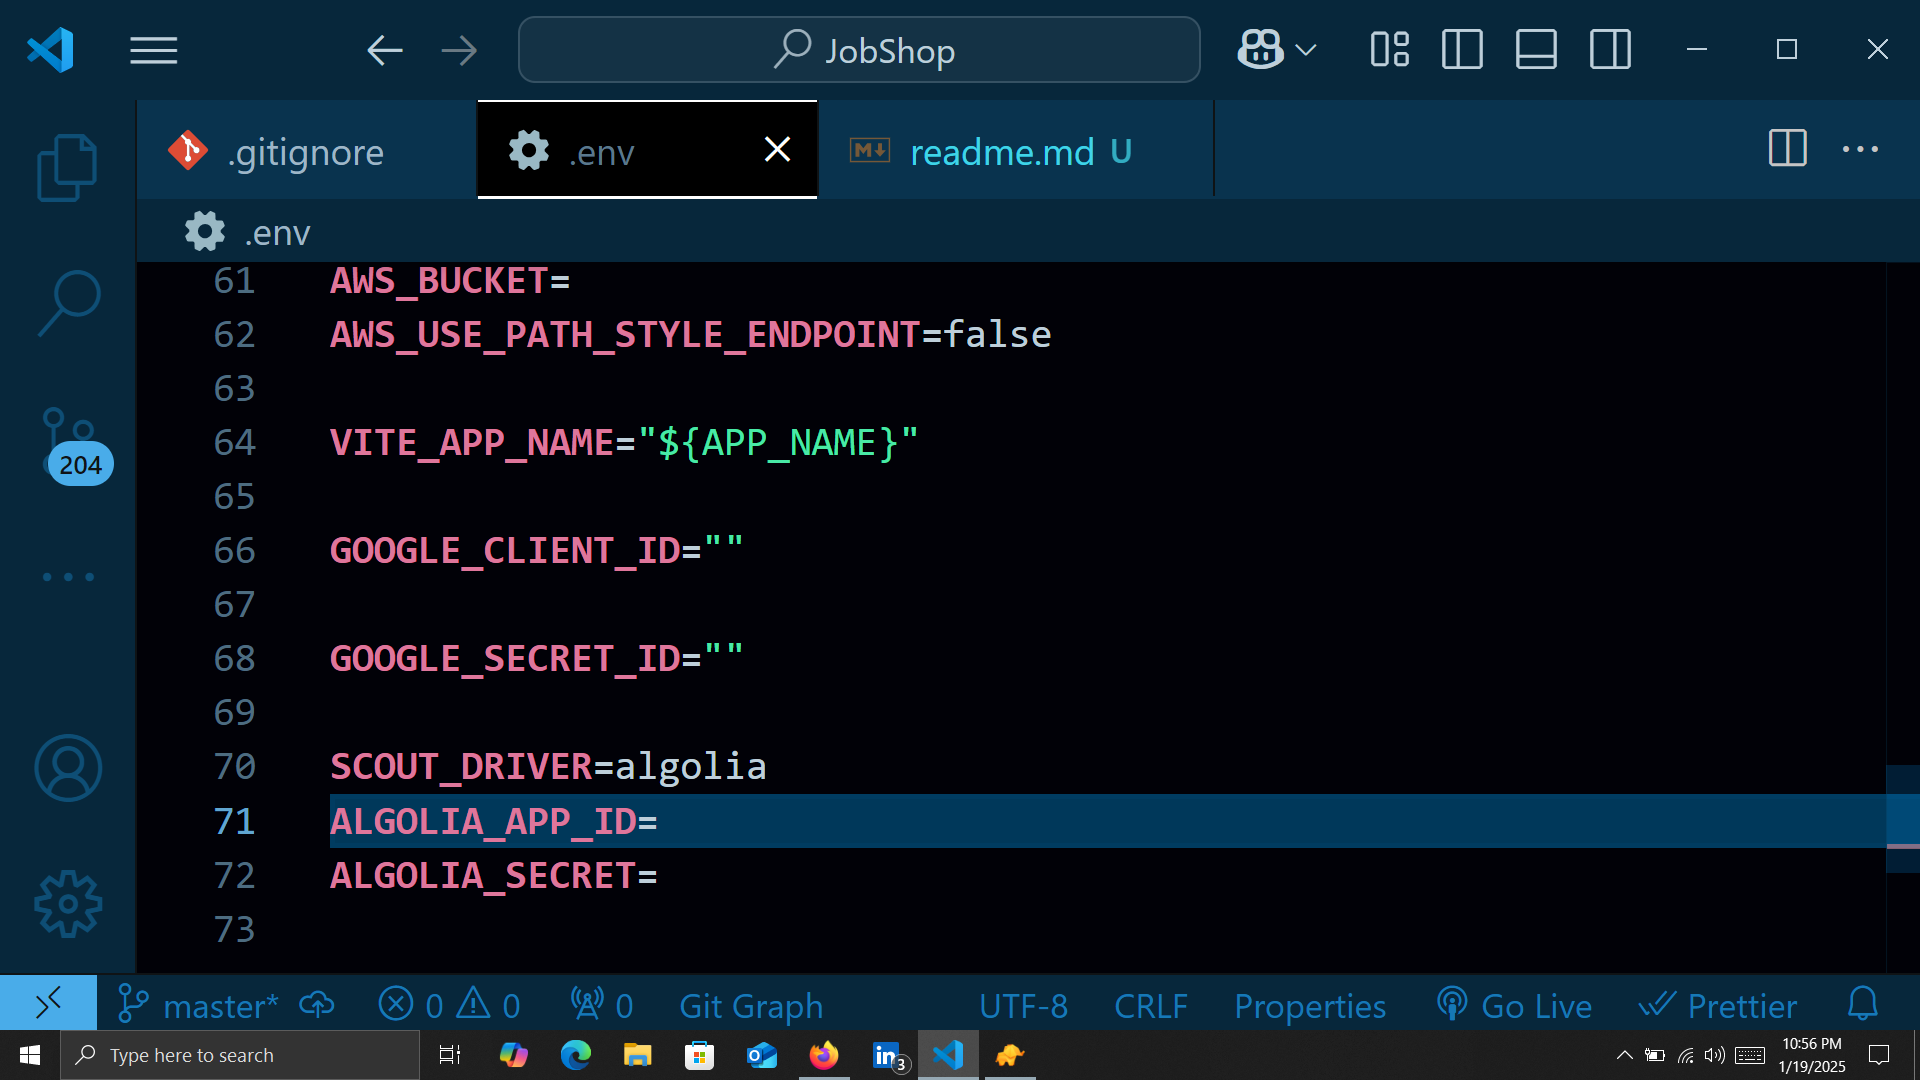 JobShop
.gitignore
.env
readme.md U
.env
61 AWS_BUCKET=
62 AWS_USE_PATH_STYLE_ENDPOINT=false
63
64 VITE_APP_NAME="${APP_NAME}"
65
66 GOOGLE_CLIENT_ID=""
67
68 GOOGLE_SECRET_ID=""
69
70 SCOUT_DRIVER=algolia
71 ALGOLIA_APP_ID=
72 ALGOLIA_SECRET=
73
204
master* 0 0 0 Git Graph UTF-8 CRLF Properties Go Live Prettier
Type here to search
3
10:56 PM
1/19/2025